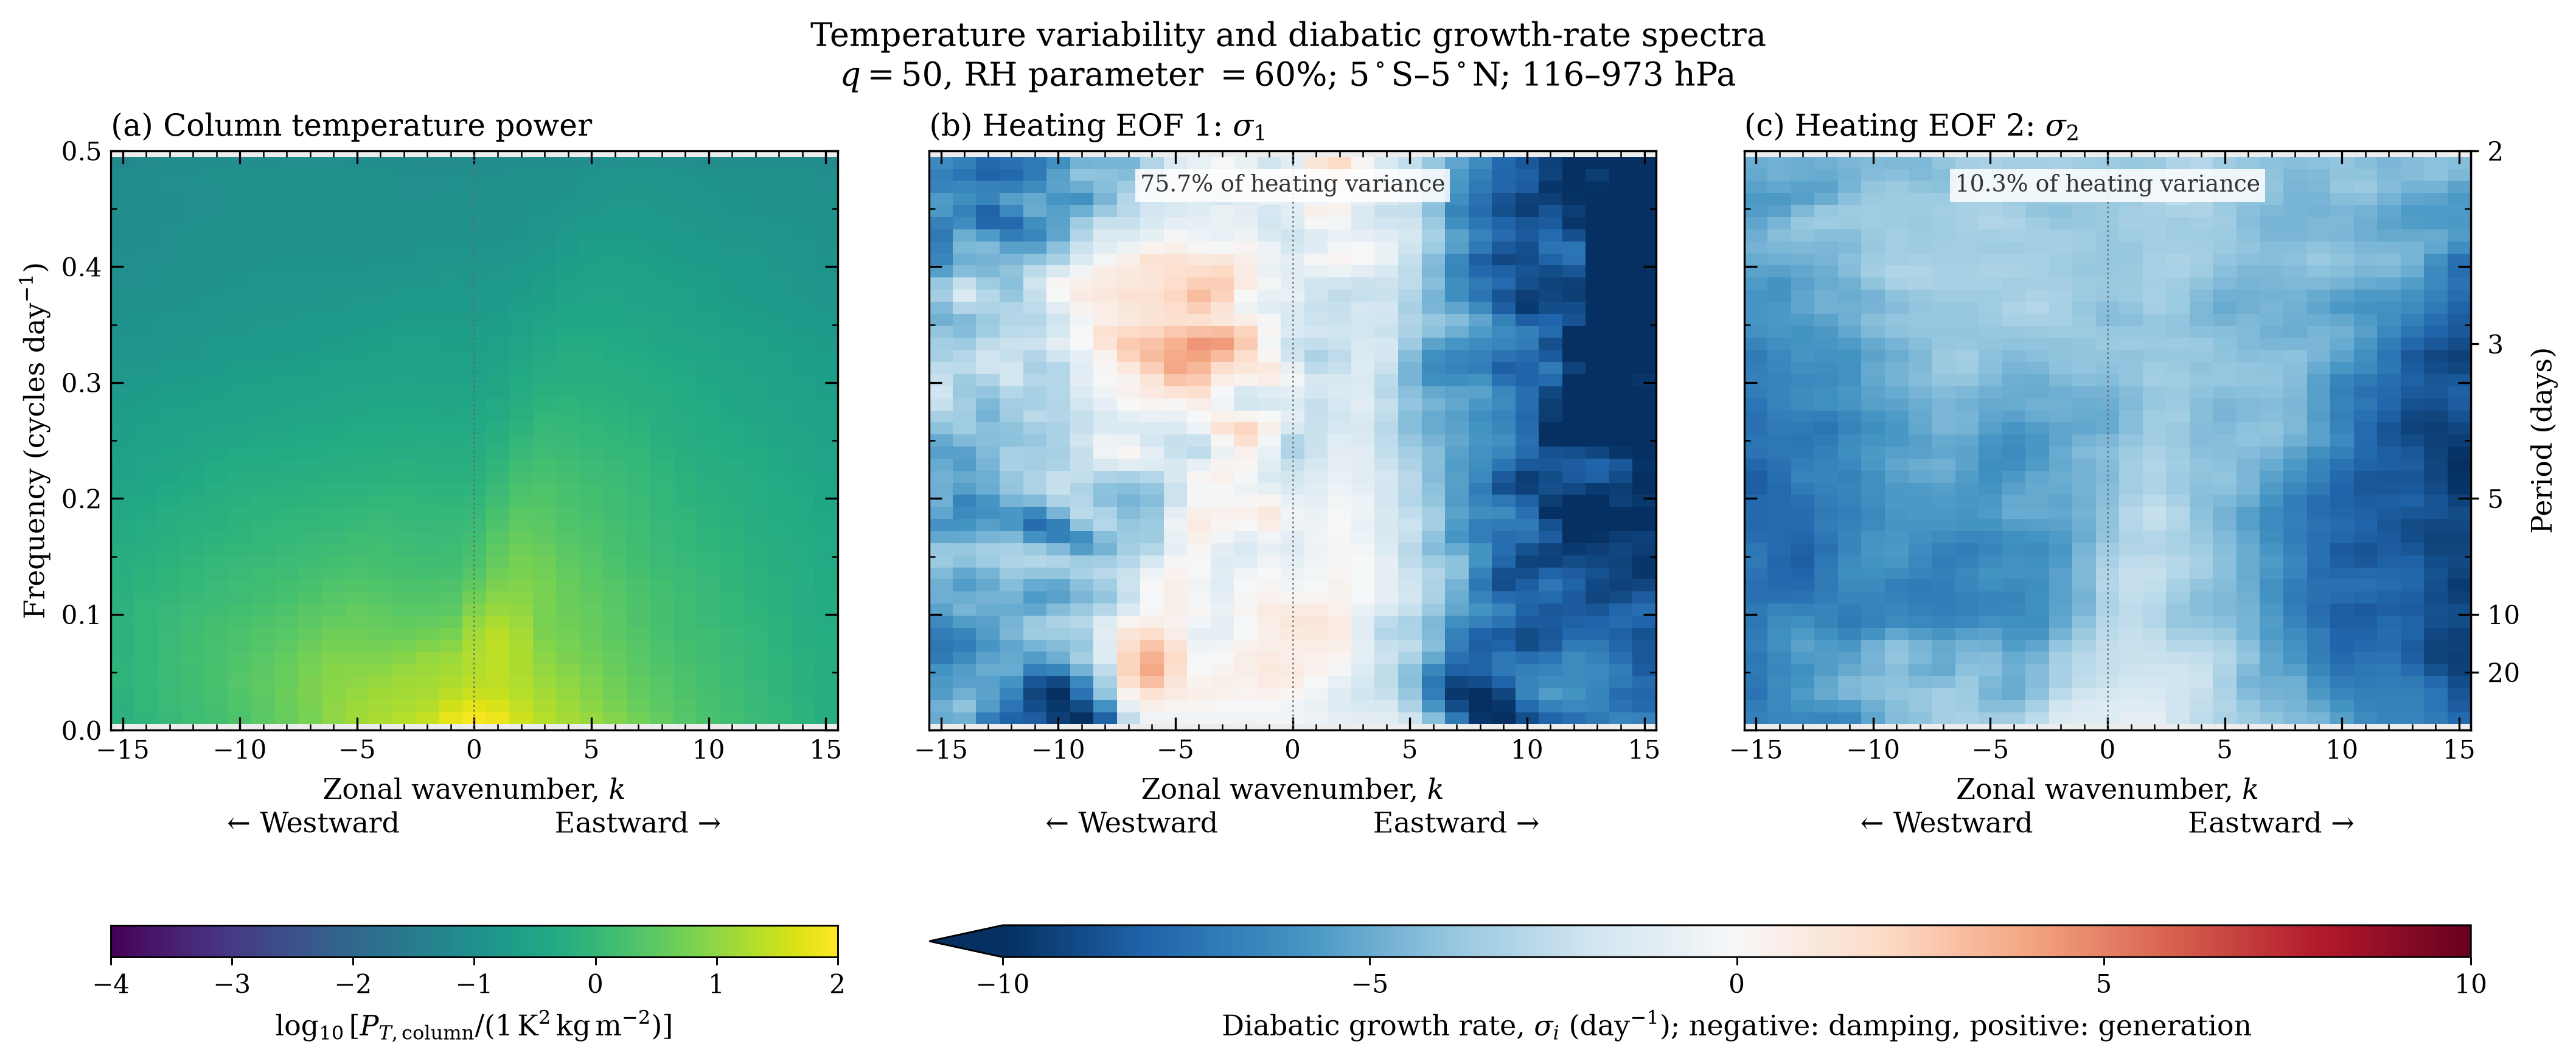 Temperature variability and diabatic growth-rate spectra
q = 50, RH parameter = 60%; 5°S–5°N; 116–973 hPa
(a) Column temperature power
(b) Heating EOF 1: σ₁
(c) Heating EOF 2: σ₂
Frequency (cycles day⁻¹)
0.5
0.4
0.3
0.2
0.1
0.0
−15 −10 −5 0 5 10 15
Zonal wavenumber, k
← Westward Eastward →
75.7% of heating variance
−15 −10 −5 0 5 10 15
Zonal wavenumber, k
← Westward Eastward →
10.3% of heating variance
−15 −10 −5 0 5 10 15
Zonal wavenumber, k
← Westward Eastward →
2
3
5
10
20
Period (days)
−4 −3 −2 −1 0 1 2
log₁₀ [P_T, column/(1 K² kg m⁻²)]
−10 −5 0 5 10
Diabatic growth rate, σᵢ (day⁻¹); negative: damping, positive: generation